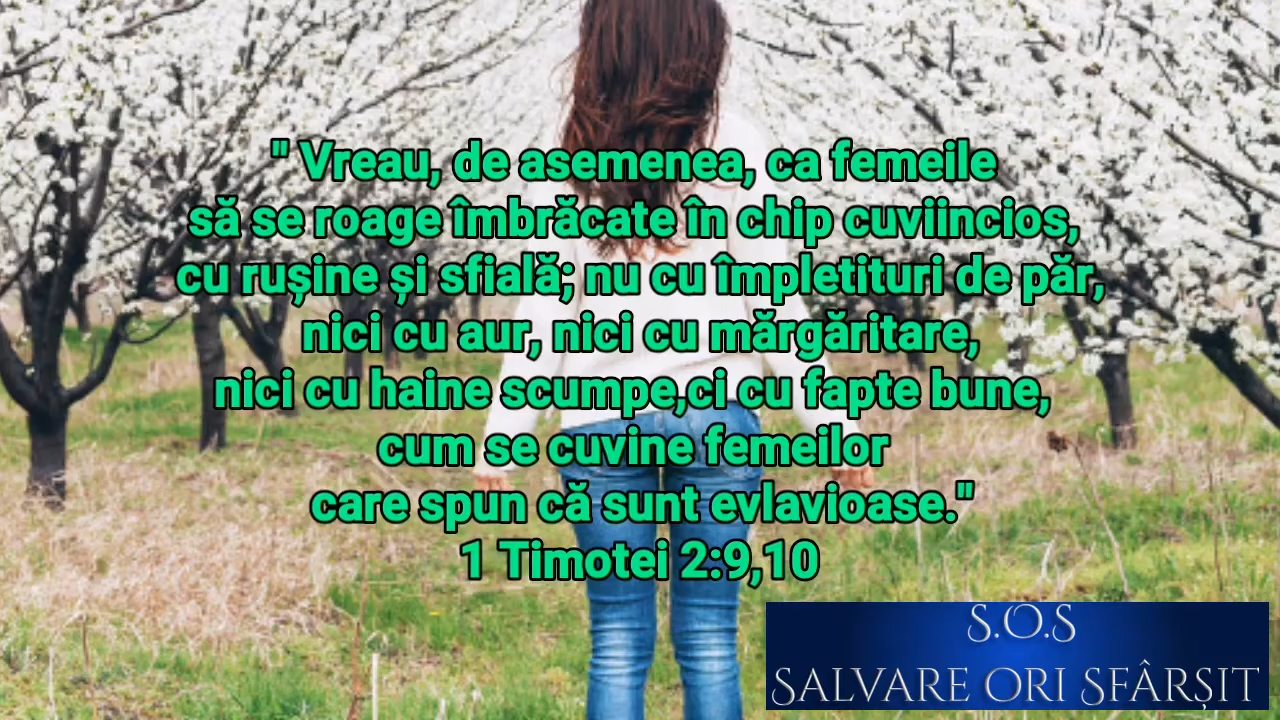 " Vreau, de asemenea, ca femeile
să se roage îmbrăcate în chip cuviincios,
cu rușine și sfială; nu cu împletituri de păr,
nici cu aur, nici cu mărgăritare,
nici cu haine scumpe,ci cu fapte bune,
cum se cuvine femeilor
care spun că sunt evlavioase."
1 Timotei 2:9,10
S.O.S
SALVARE ORI SFÂRȘIT